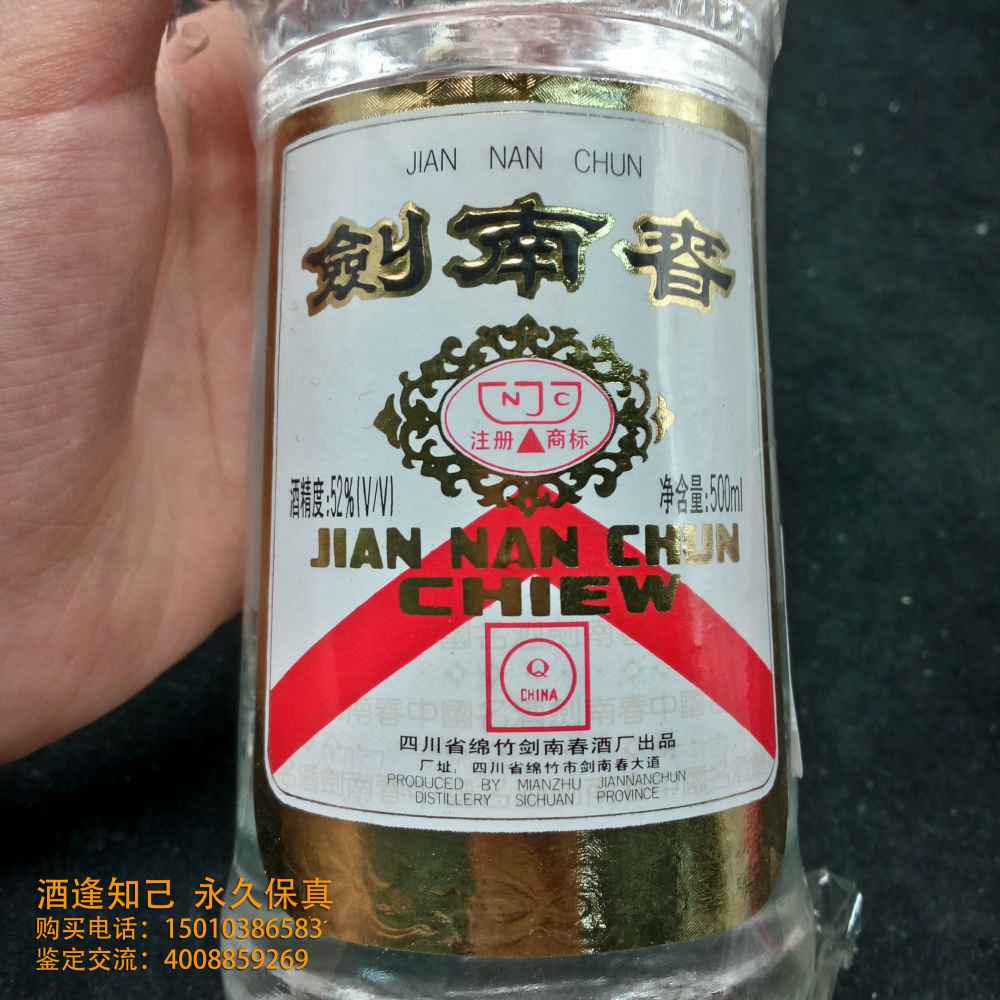 JIAN NAN CHUN
劍南春
NJC
注册 商标
酒精度:52%(V/V)
净含量:500ml
JIAN NAN CHUN
CHIEW
Q
CHINA
四川省绵竹剑南春酒厂出品
厂址:四川省绵竹市剑南春大道
PRODUCED BY MIANZHU JIANNANCHUN
DISTILLERY SICHUAN PROVINCE
酒逢知己 永久保真
购买电话：15010386583
鉴定交流：4008859269